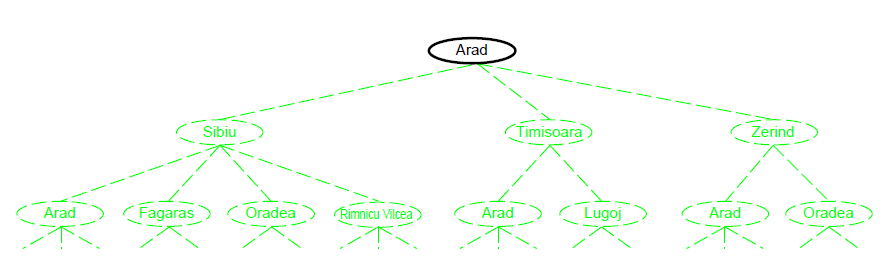 Arad
Sibiu Timisoara Zerind
Arad Fagaras Oradea Rimnicu Vilcea Arad Lugoj Arad Oradea